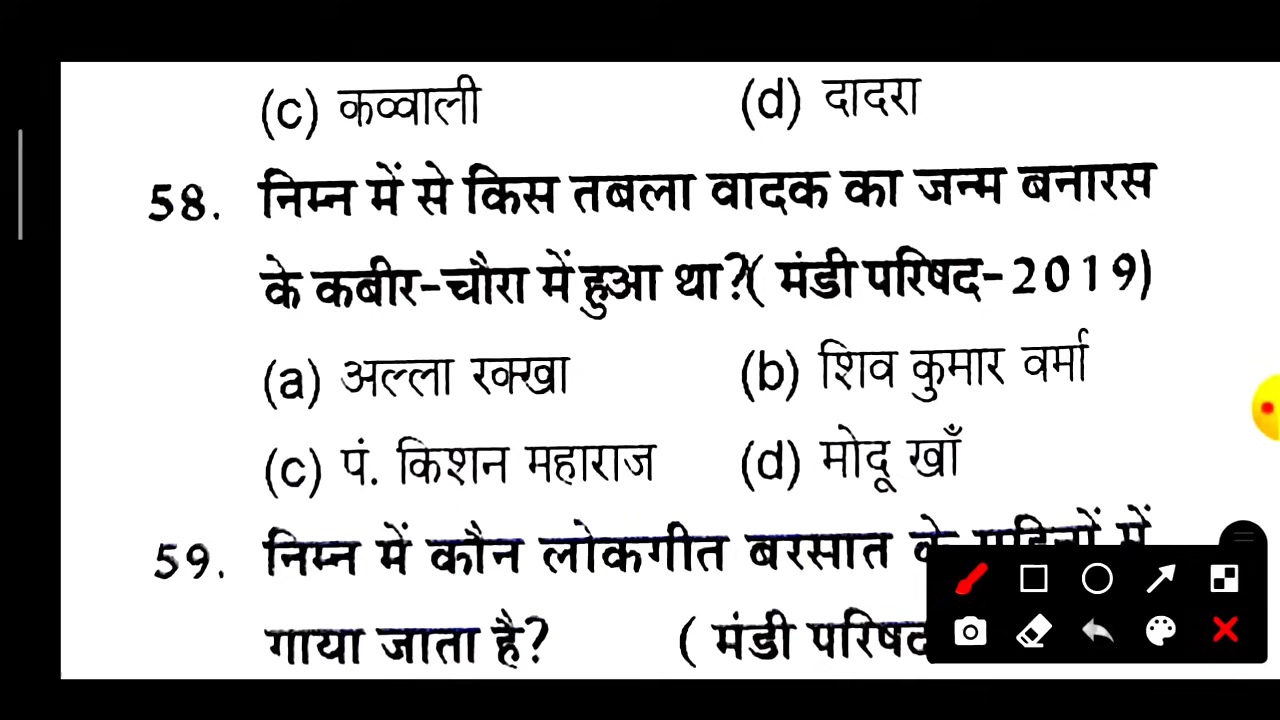 (c) कव्वाली (d) दादरा
58. निम्न में से किस तबला वादक का जन्म बनारस
के कबीर-चौरा में हुआ था?( मंडी परिषद-2019)
(a) अल्ला रक्खा (b) शिव कुमार वर्मा
(c) पं. किशन महाराज (d) मोदू खाँ
59. निम्न में कौन लोकगीत बरसात के में
गाया जाता है? ( मंडी परिषद